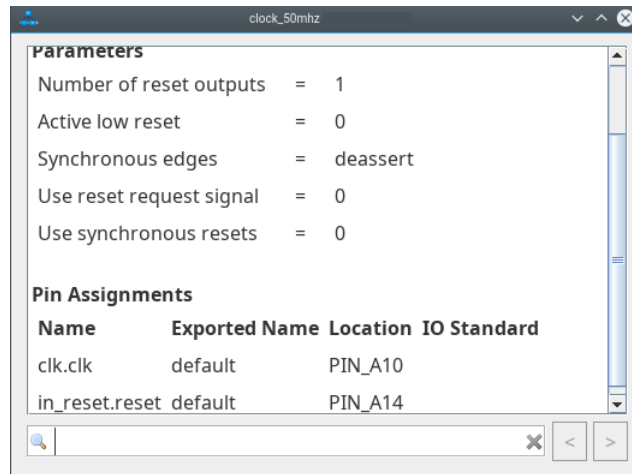 clock_50mhz
Parameters
Number of reset outputs = 1
Active low reset = 0
Synchronous edges = deassert
Use reset request signal = 0
Use synchronous resets = 0
Pin Assignments
Name Exported Name Location IO Standard
clk.clk default PIN_A10
in_reset.reset default PIN_A14
< >